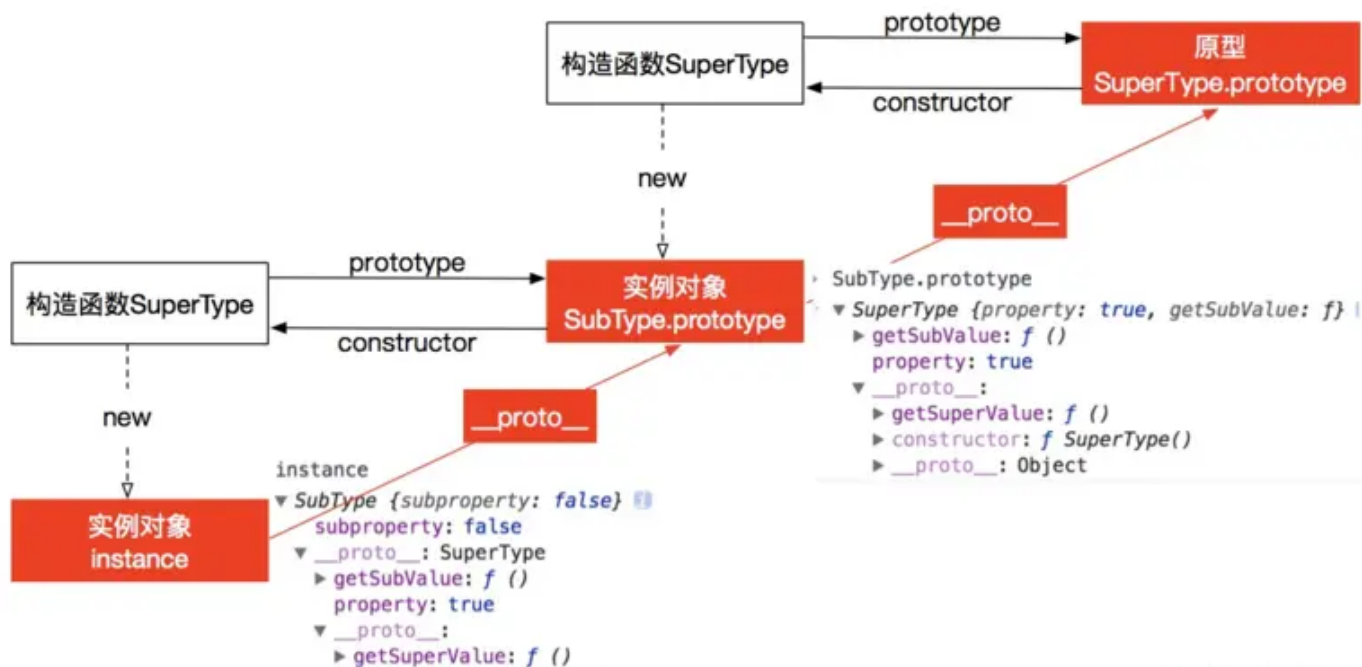 prototype
构造函数SuperType
原型
SuperType.prototype
constructor
new
__proto__
prototype
构造函数SuperType
实例对象
SubType.prototype
constructor
SubType.prototype
▼ SuperType {property: true, getSubValue: ƒ}
▶ getSubValue: ƒ ()
property: true
▼ __proto__:
▶ getSuperValue: ƒ ()
▶ constructor: ƒ SuperType()
▶ __proto__: Object
new
__proto__
实例对象
instance
instance
▼ SubType {subproperty: false}
subproperty: false
▼ __proto__: SuperType
▶ getSubValue: ƒ ()
property: true
▼ __proto__:
▶ getSuperValue: ƒ ()